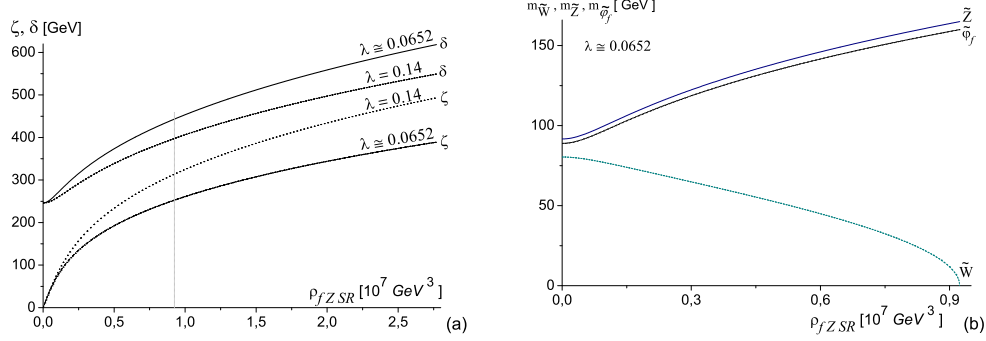 ζ, δ [GeV]
600
500
400
300
200
100
0
0,0 0,5 1,0 1,5 2,0 2,5
λ ≅ 0.0652 δ
λ = 0.14 δ
λ = 0.14 ζ
λ ≅ 0.0652 ζ
ρ_{f Z SR} [10^7 GeV^3]
(a)
m_{W̃}, m_{Z̃}, m_{φ̃_f} [GeV]
λ ≅ 0.0652
150
100
50
0
0,0 0,3 0,6 0,9
Z̃
φ̃_f
W̃
ρ_{f Z SR} [10^7 GeV^3]
(b)